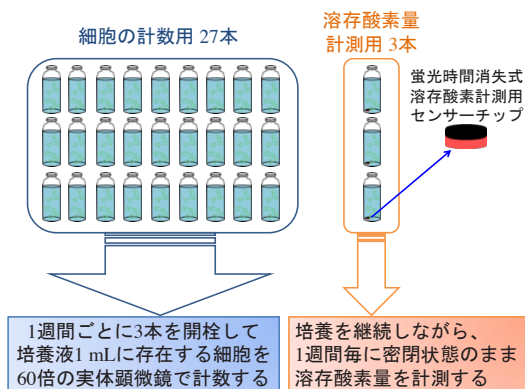 細胞の計数用 27本
溶存酸素量
計測用 3本
蛍光時間消失式
溶存酸素計測用
センサーチップ
1週間ごとに3本を開栓して
培養液1 mLに存在する細胞を
60倍の実体顕微鏡で計数する
培養を継続しながら、
1週間毎に密閉状態のまま
溶存酸素量を計測する